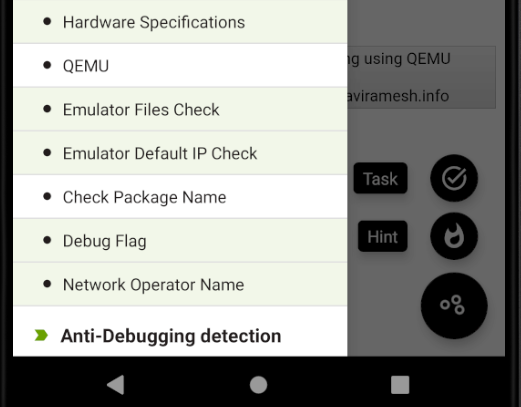 Hardware Specifications
QEMU
ng using QEMU
Emulator Files Check
aviramesh.info
Emulator Default IP Check
Task
Check Package Name
Debug Flag
Hint
Network Operator Name
Anti-Debugging detection